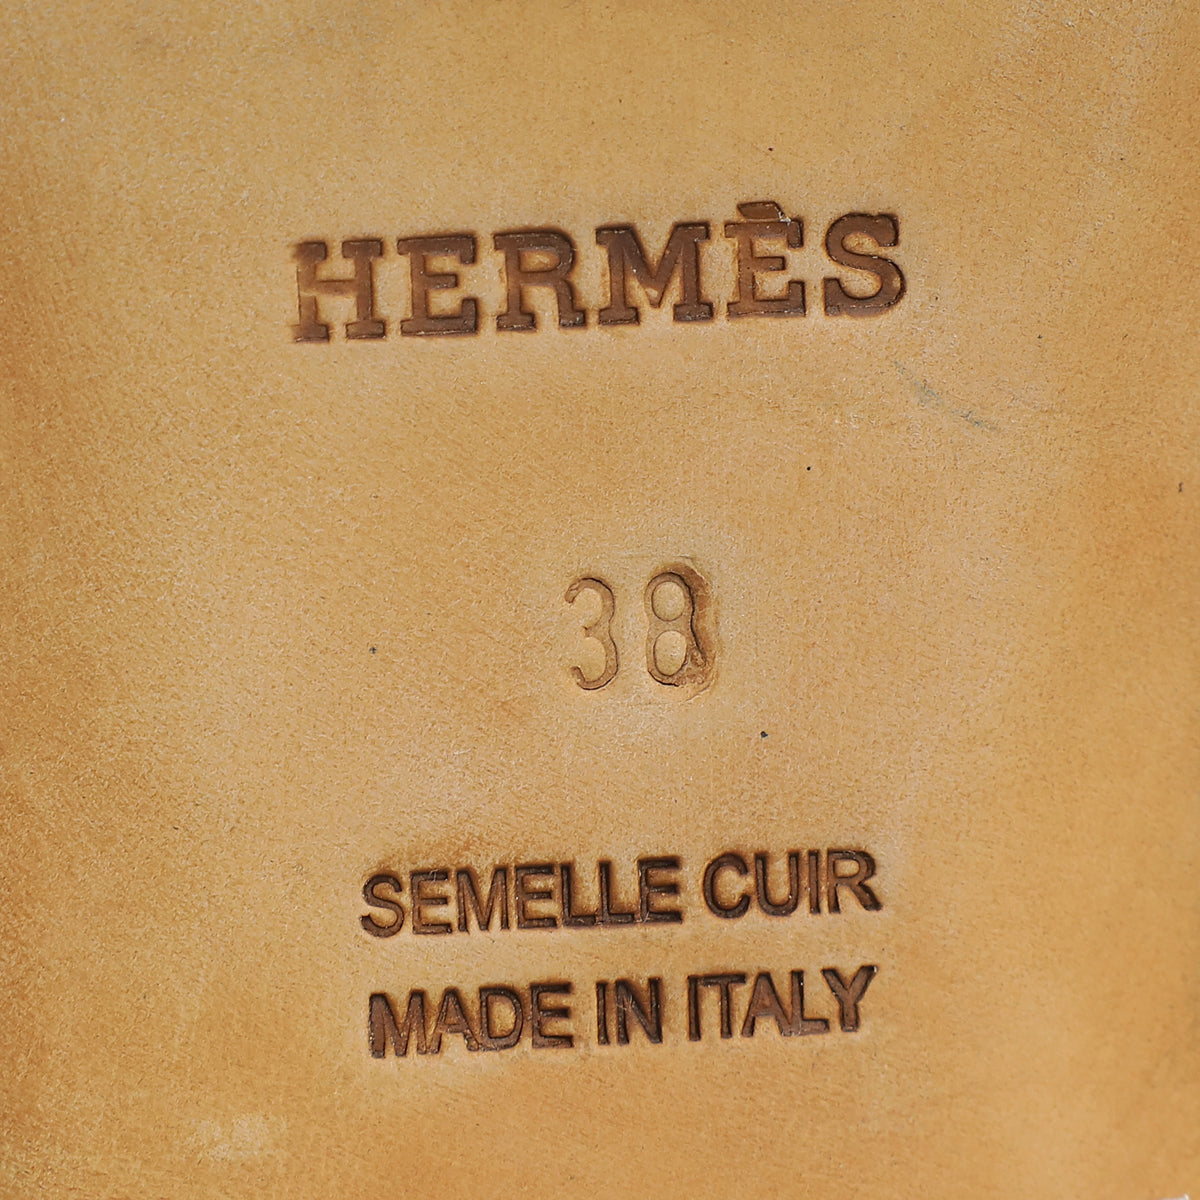 HERMÈS
38
SEMELLE CUIR
MADE IN ITALY